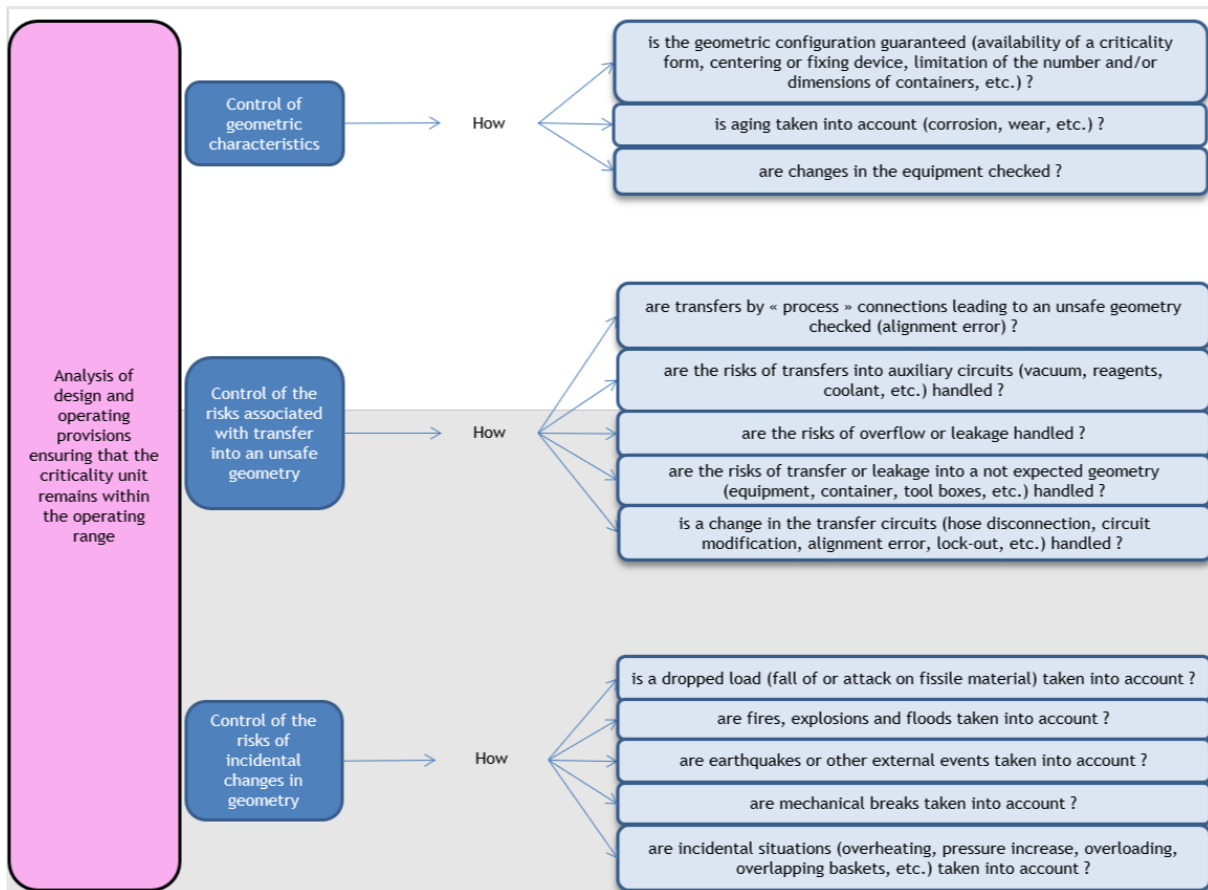 Analysis of
design and
operating
provisions
ensuring that the
criticality unit
remains within
the operating
range
Control of
geometric
characteristics
How
is the geometric configuration guaranteed (availability of a criticality
form, centering or fixing device, limitation of the number and/or
dimensions of containers, etc.) ?
is aging taken into account (corrosion, wear, etc.) ?
are changes in the equipment checked ?
Control of the
risks associated
with transfer
into an unsafe
geometry
How
are transfers by « process » connections leading to an unsafe geometry
checked (alignment error) ?
are the risks of transfers into auxiliary circuits (vacuum, reagents,
coolant, etc.) handled ?
are the risks of overflow or leakage handled ?
are the risks of transfer or leakage into a not expected geometry
(equipment, container, tool boxes, etc.) handled ?
is a change in the transfer circuits (hose disconnection, circuit
modification, alignment error, lock-out, etc.) handled ?
Control of the
risks of
incidental
changes in
geometry
How
is a dropped load (fall of or attack on fissile material) taken into account ?
are fires, explosions and floods taken into account ?
are earthquakes or other external events taken into account ?
are mechanical breaks taken into account ?
are incidental situations (overheating, pressure increase, overloading,
overlapping baskets, etc.) taken into account ?